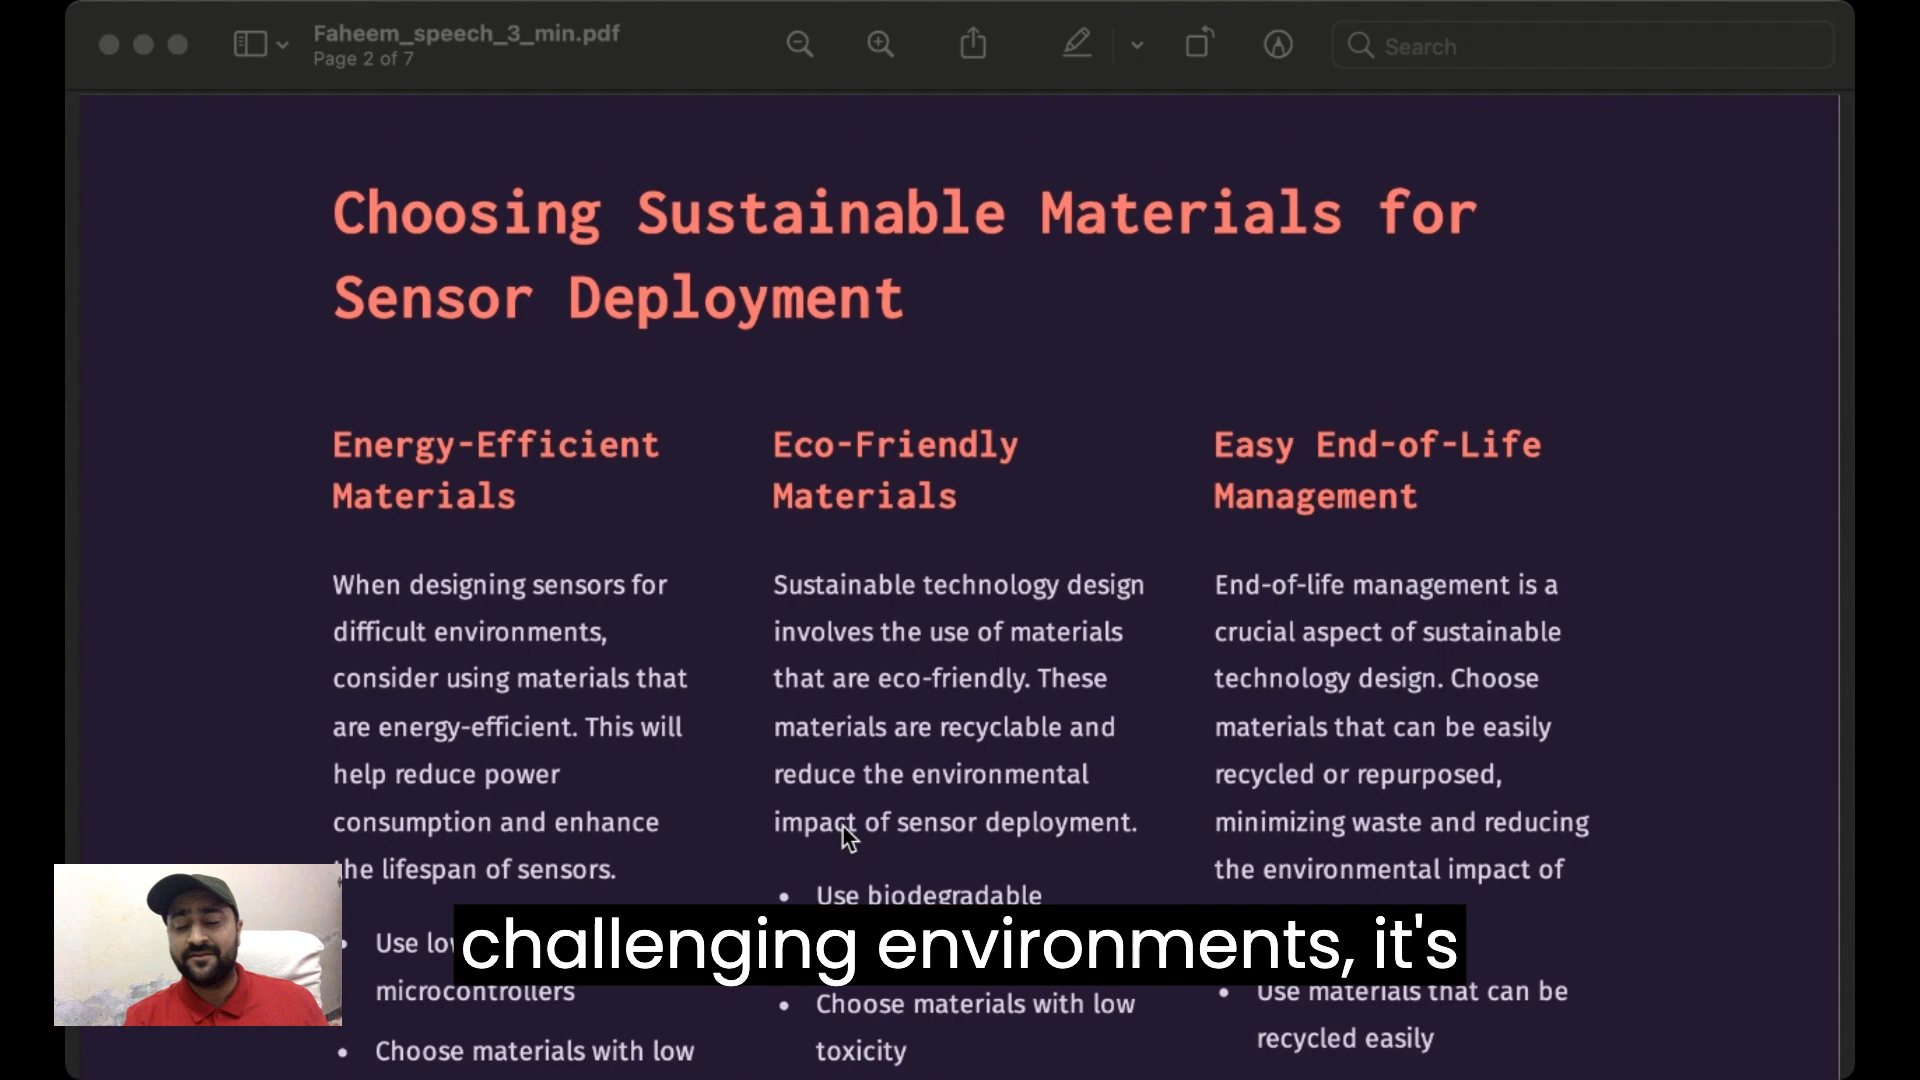 Faheem_speech_3_min.pdf
Page 2 of 7
Search
Choosing Sustainable Materials for
Sensor Deployment
Energy-Efficient
Materials
When designing sensors for
difficult environments,
consider using materials that
are energy-efficient. This will
help reduce power
consumption and enhance
the lifespan of sensors.
Use
microcontrollers
Choose materials with low
Eco-Friendly
Materials
Sustainable technology design
involves the use of materials
that are eco-friendly. These
materials are recyclable and
reduce the environmental
impact of sensor deployment.
Use biodegradable
Choose materials with low
toxicity
Easy End-of-Life
Management
End-of-life management is a
crucial aspect of sustainable
technology design. Choose
materials that can be easily
recycled or repurposed,
minimizing waste and reducing
the environmental impact of
Use materials that can be
recycled easily
challenging environments, it's